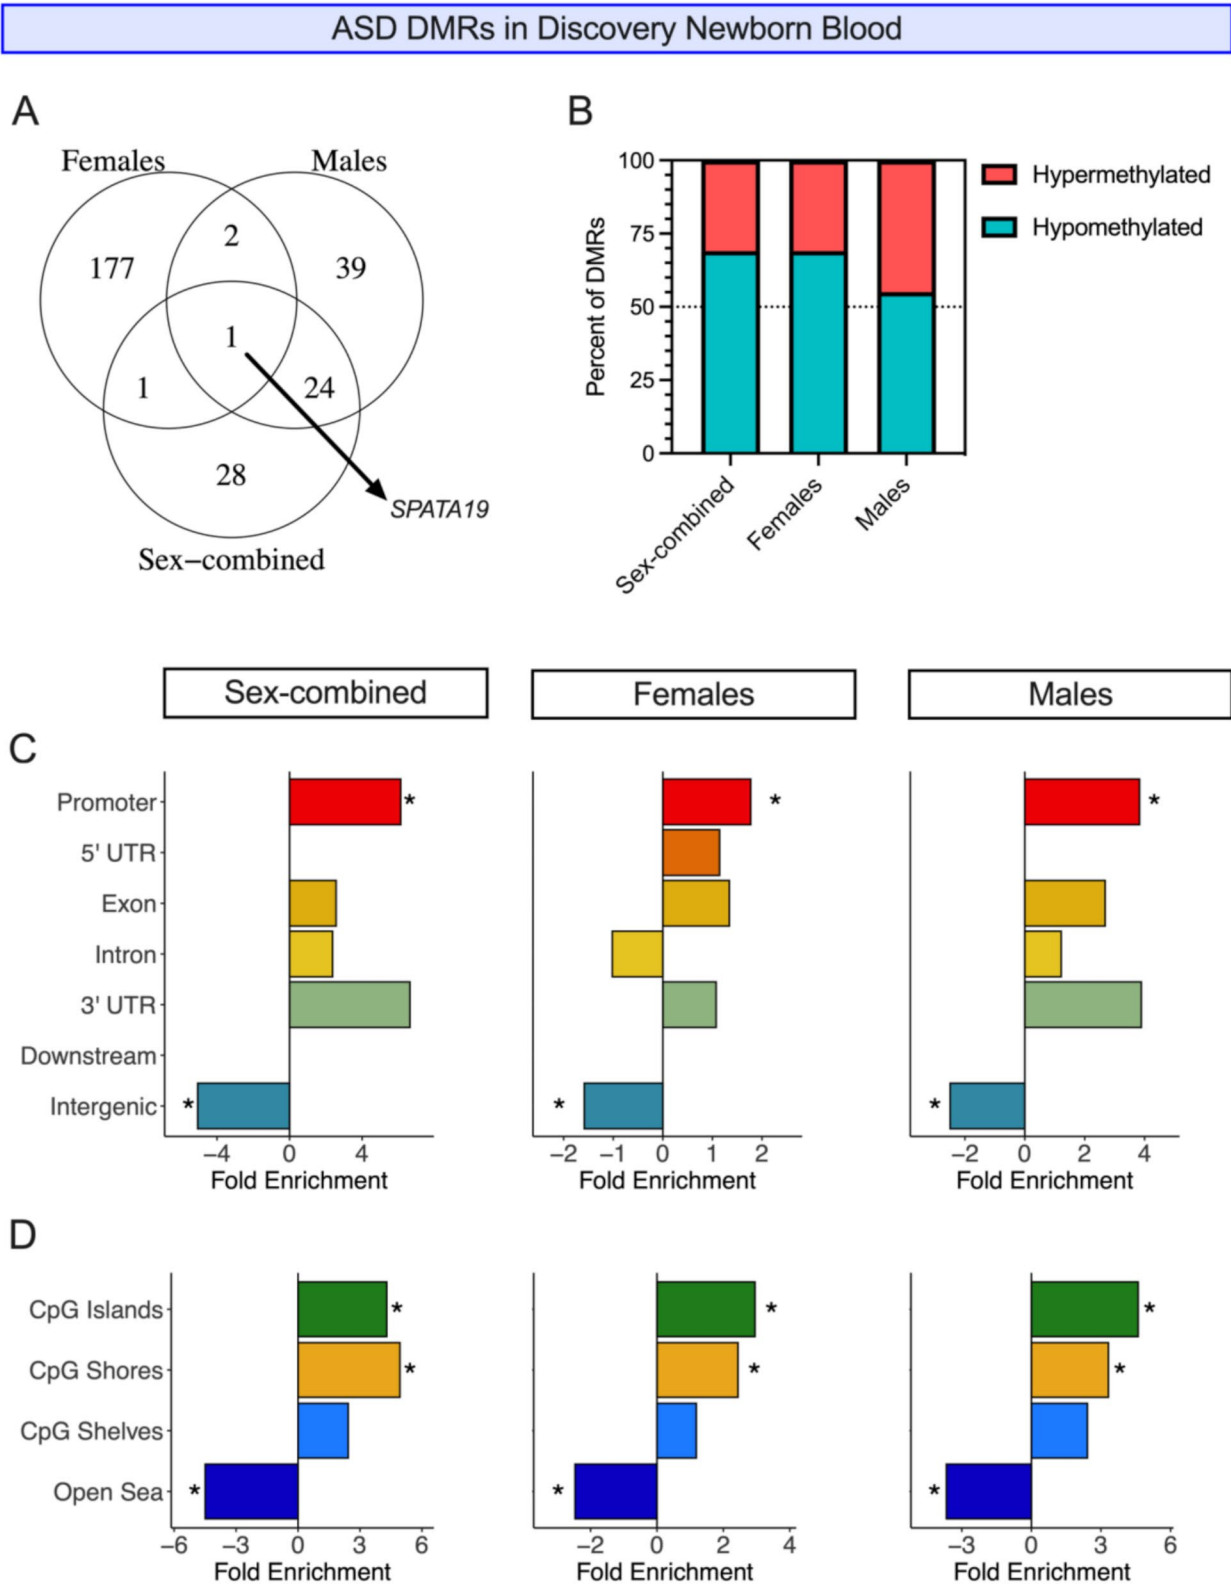 ASD DMRs in Discovery Newborn Blood
A
Females
Males
2
177
39
1
1
24
28
SPATA19
Sex–combined
B
100
75
50
25
0
Percent of DMRs
Sex-combined
Females
Males
Hypermethylated
Hypomethylated
Sex-combined
Females
Males
C
Promoter
*
*
*
5' UTR
Exon
Intron
3' UTR
Downstream
Intergenic
*
*
*
−4 0 4
−2 −1 0 1 2
−2 0 2 4
Fold Enrichment
Fold Enrichment
Fold Enrichment
D
CpG Islands
*
*
*
CpG Shores
*
*
*
CpG Shelves
Open Sea
*
*
*
−6 −3 0 3 6
−2 0 2 4
−3 0 3 6
Fold Enrichment
Fold Enrichment
Fold Enrichment